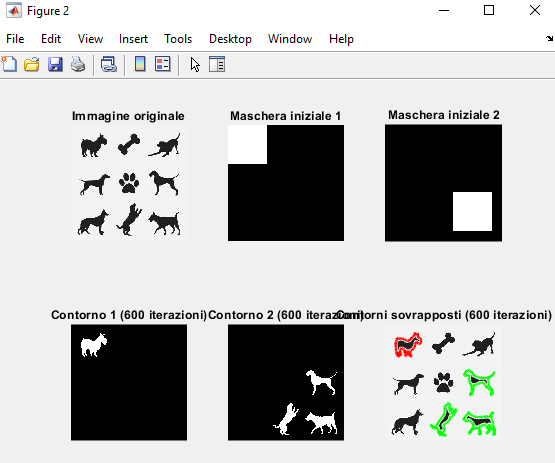 Figure 2
File Edit View Insert Tools Desktop Window Help
Immagine originale
Maschera iniziale 1
Maschera iniziale 2
Contorno 1 (600 iterazioni)
Contorno 2 (600 iterazioni)
Contorni sovrapposti (600 iterazioni)